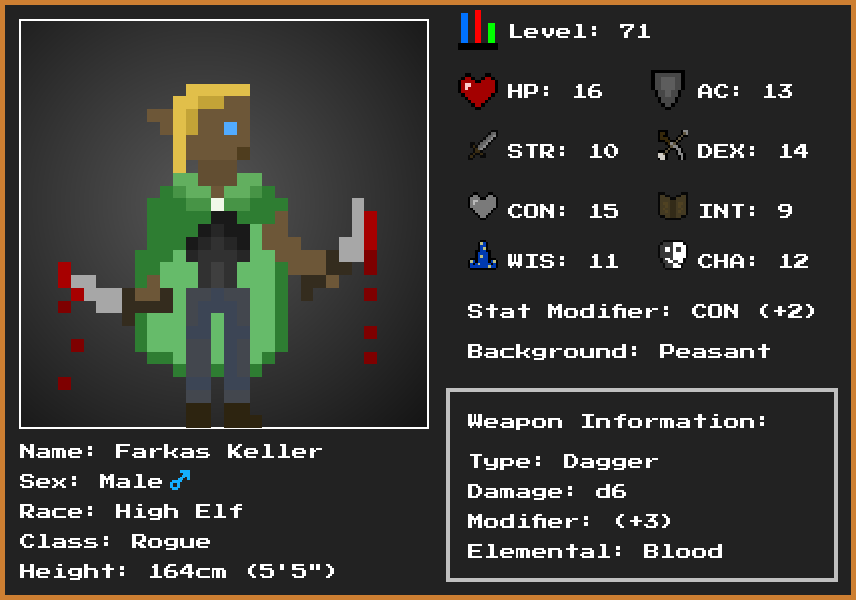 Level: 71
HP: 16
AC: 13
STR: 10
DEX: 14
CON: 15
INT: 9
WIS: 11
CHA: 12
Stat Modifier: CON (+2)
Background: Peasant
Weapon Information:
Type: Dagger
Damage: d6
Modifier: (+3)
Elemental: Blood
Name: Farkas Keller
Sex: Male♂
Race: High Elf
Class: Rogue
Height: 164cm (5'5")